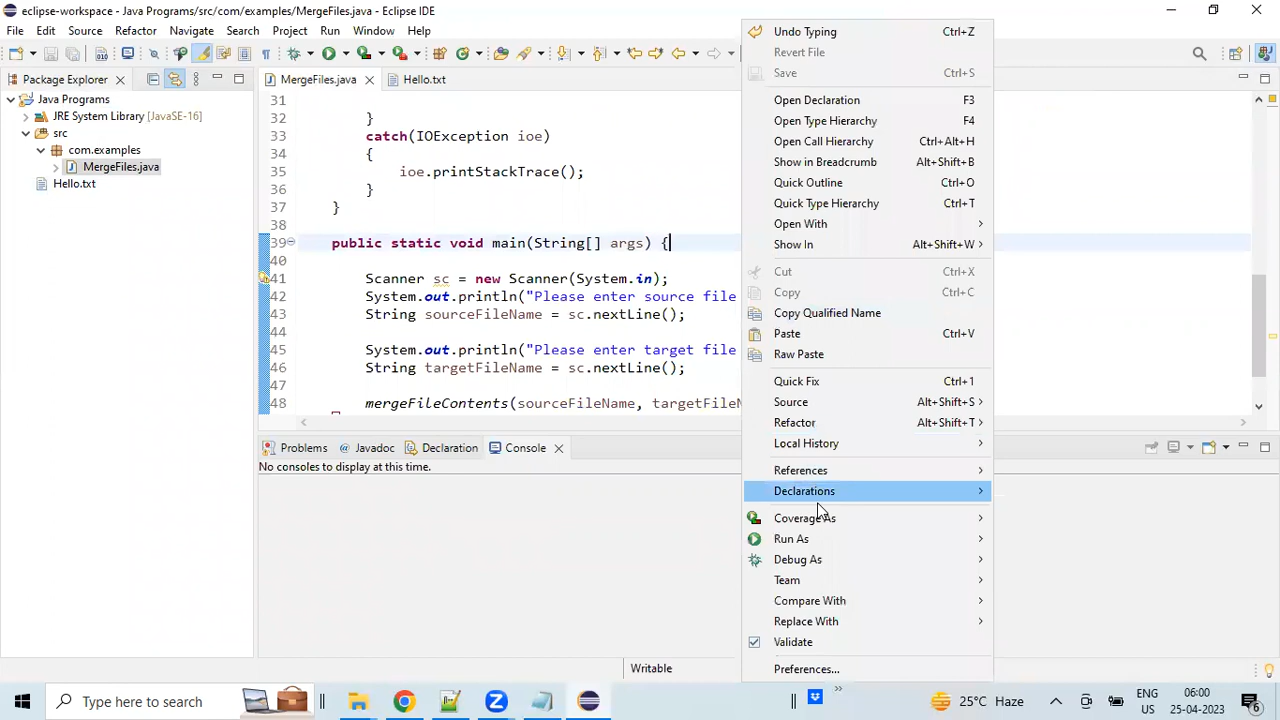 eclipse-workspace - Java Programs/src/com/examples/MergeFiles.java - Eclipse IDE
File Edit Source Refactor Navigate Search Project Run Window Help
Package Explorer
Java Programs
JRE System Library [JavaSE-16]
src
com.examples
MergeFiles.java
Hello.txt
MergeFiles.java Hello.txt
31
32 }
33 catch(IOException ioe)
34 {
35 ioe.printStackTrace();
36 }
37 }
38
39 public static void main(String[] args) {
40
41 Scanner sc = new Scanner(System.in);
42 System.out.println("Please enter source file
43 String sourceFileName = sc.nextLine();
44
45 System.out.println("Please enter target file
46 String targetFileName = sc.nextLine();
47
48 mergeFileContents(sourceFileName, targetFileN
Problems Javadoc Declaration Console
No consoles to display at this time.
Writable
Undo Typing Ctrl+Z
Revert File
Save Ctrl+S
Open Declaration F3
Open Type Hierarchy F4
Open Call Hierarchy Ctrl+Alt+H
Show in Breadcrumb Alt+Shift+B
Quick Outline Ctrl+O
Quick Type Hierarchy Ctrl+T
Open With
Show In Alt+Shift+W
Cut Ctrl+X
Copy Ctrl+C
Copy Qualified Name
Paste Ctrl+V
Raw Paste
Quick Fix Ctrl+1
Source Alt+Shift+S
Refactor Alt+Shift+T
Local History
References
Declarations
Coverage As
Run As
Debug As
Team
Compare With
Replace With
Validate
Preferences...
Type here to search
25°C Haze
ENG
US
06:00
25-04-2023
6